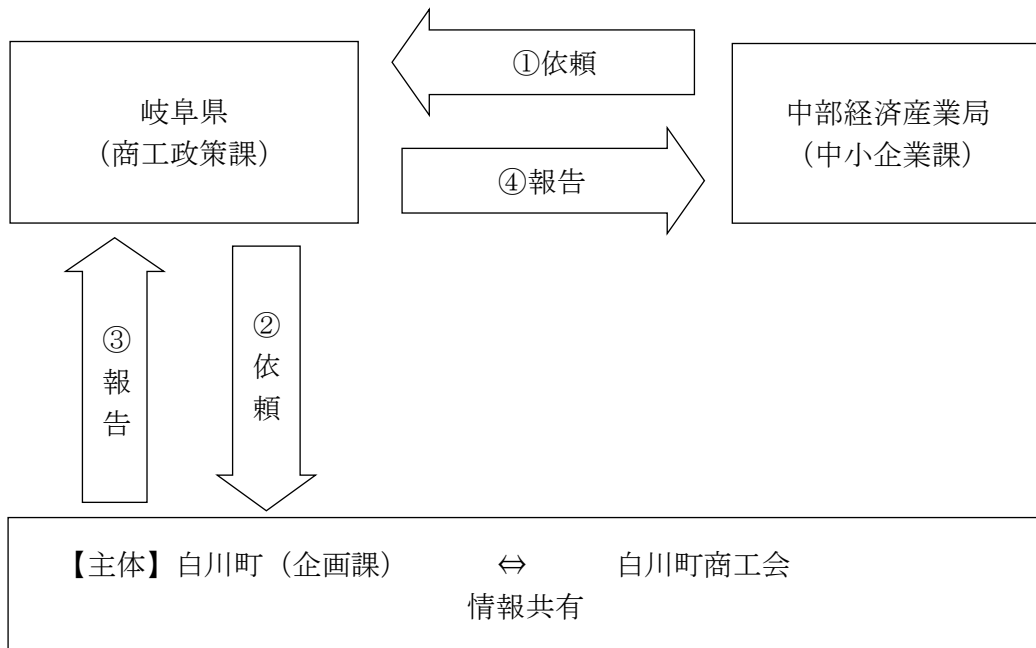 ①依頼
岐阜県
（商工政策課）
中部経済産業局
（中小企業課）
④報告
③報告
②依頼
【主体】白川町（企画課） ⇔ 白川町商工会
情報共有